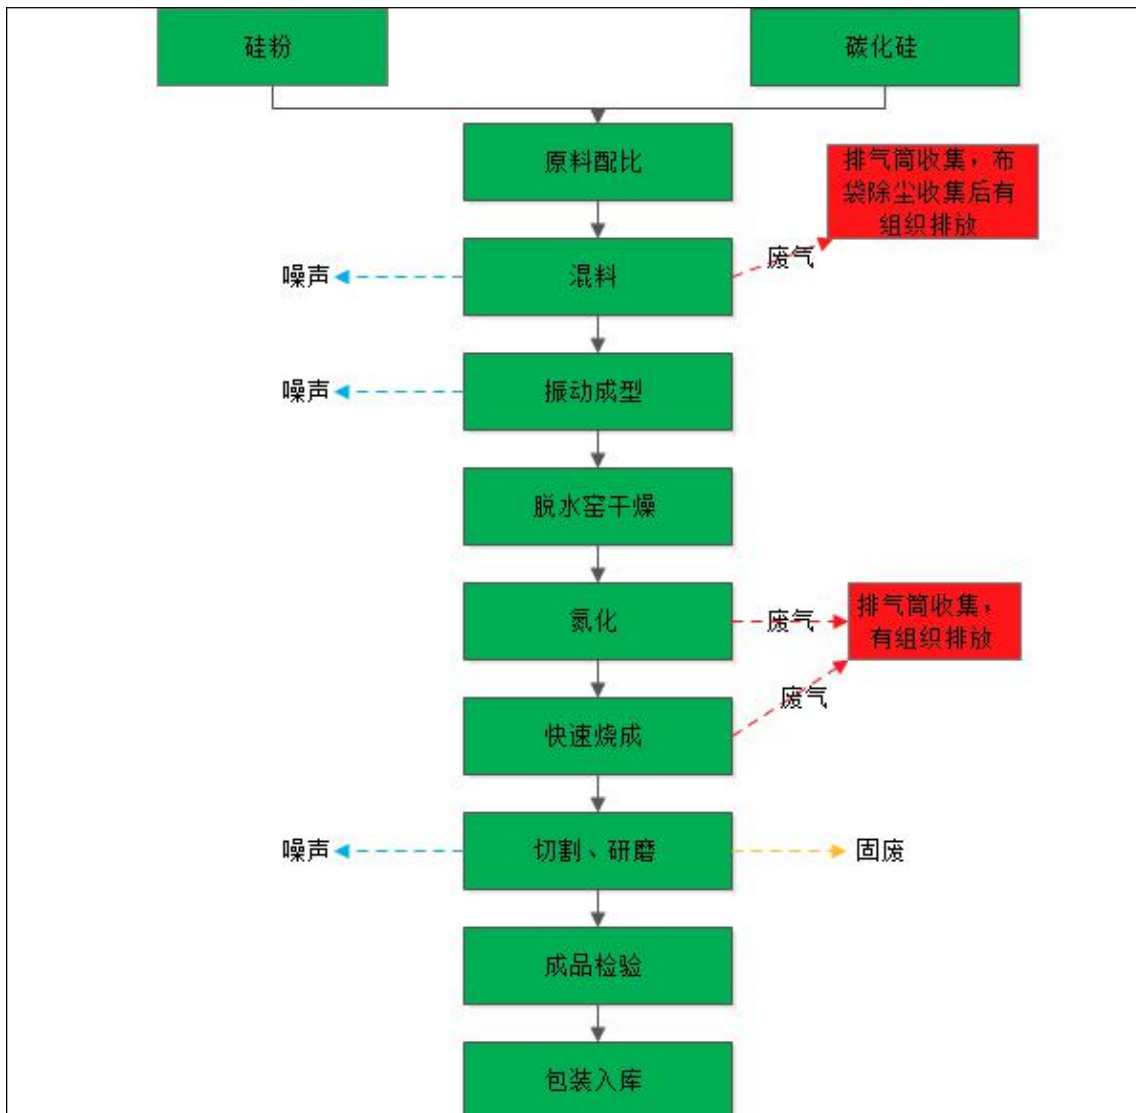 硅粉
碳化硅
原料配比
排气筒收集，布
袋除尘收集后有
组织排放
噪声
混料
废气
噪声
振动成型
脱水窑干燥
氮化
废气
排气筒收集，
有组织排放
快速烧成
废气
噪声
切割、研磨
固废
成品检验
包装入库